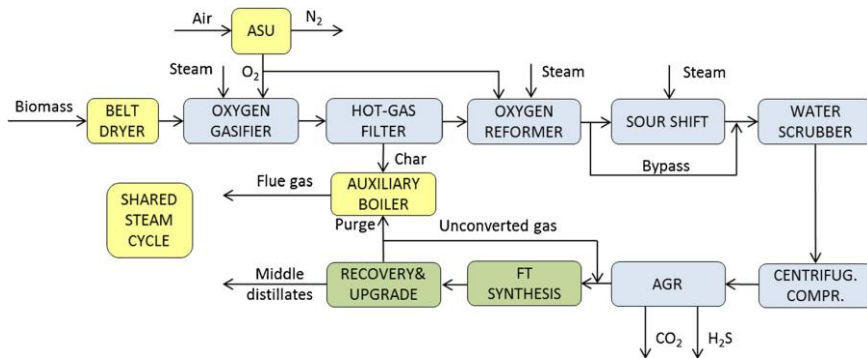 Air
ASU
N2
O2
Steam
Steam
Steam
Biomass
BELT
DRYER
OXYGEN
GASIFIER
HOT-GAS
FILTER
OXYGEN
REFORMER
SOUR SHIFT
WATER
SCRUBBER
Char
Bypass
Flue gas
AUXILIARY
BOILER
SHARED
STEAM
CYCLE
Purge
Unconverted gas
Middle
distillates
RECOVERY&
UPGRADE
FT
SYNTHESIS
AGR
CENTRIFUG.
COMPR.
CO2
H2S